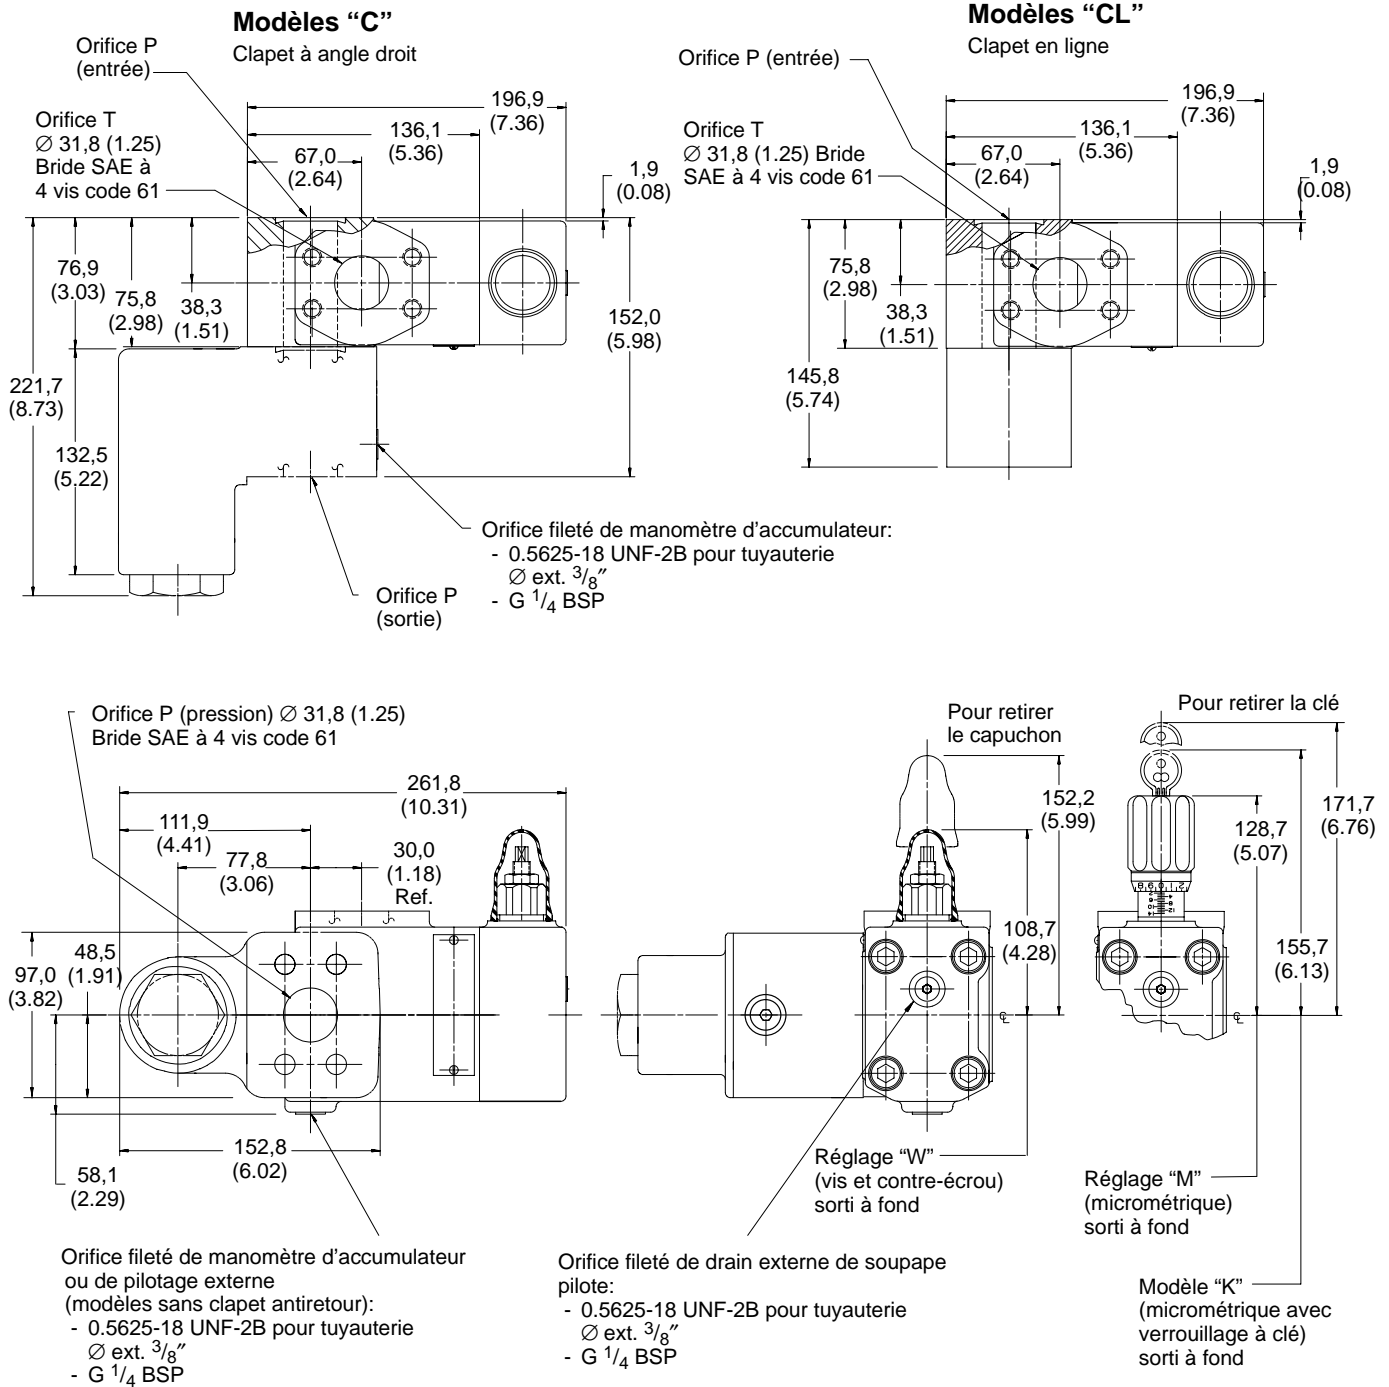 Modèles “C”
Clapet à angle droit
Orifice P
(entrée)
Orifice T
∅ 31,8 (1.25)
Bride SAE à
4 vis code 61
196,9
(7.36)
136,1
(5.36)
67,0
(2.64)
1,9
(0.08)
76,9
(3.03)
75,8
(2.98)
38,3
(1.51)
152,0
(5.98)
221,7
(8.73)
132,5
(5.22)
Orifice fileté de manomètre d’accumulateur:
- 0.5625-18 UNF-2B pour tuyauterie
∅ ext. 3/8″
- G 1/4 BSP
Orifice P
(sortie)
Modèles “CL”
Clapet en ligne
Orifice P (entrée)
Orifice T
∅ 31,8 (1.25) Bride
SAE à 4 vis code 61
196,9
(7.36)
136,1
(5.36)
67,0
(2.64)
1,9
(0.08)
75,8
(2.98)
38,3
(1.51)
145,8
(5.74)
Orifice P (pression) ∅ 31,8 (1.25)
Bride SAE à 4 vis code 61
261,8
(10.31)
111,9
(4.41)
77,8
(3.06)
30,0
(1.18)
Ref.
48,5
(1.91)
97,0
(3.82)
152,8
(6.02)
58,1
(2.29)
Orifice fileté de manomètre d’accumulateur
ou de pilotage externe
(modèles sans clapet antiretour):
- 0.5625-18 UNF-2B pour tuyauterie
∅ ext. 3/8″
- G 1/4 BSP
Pour retirer
le capuchon
152,2
(5.99)
108,7
(4.28)
℄
Réglage “W”
(vis et contre-écrou)
sorti à fond
Orifice fileté de drain externe de soupape
pilote:
- 0.5625-18 UNF-2B pour tuyauterie
∅ ext. 3/8″
- G 1/4 BSP
Pour retirer la clé
171,7
(6.76)
128,7
(5.07)
155,7
(6.13)
℄
Réglage “M”
(micrométrique)
sorti à fond
Modèle “K”
(micrométrique avec
verrouillage à clé)
sorti à fond